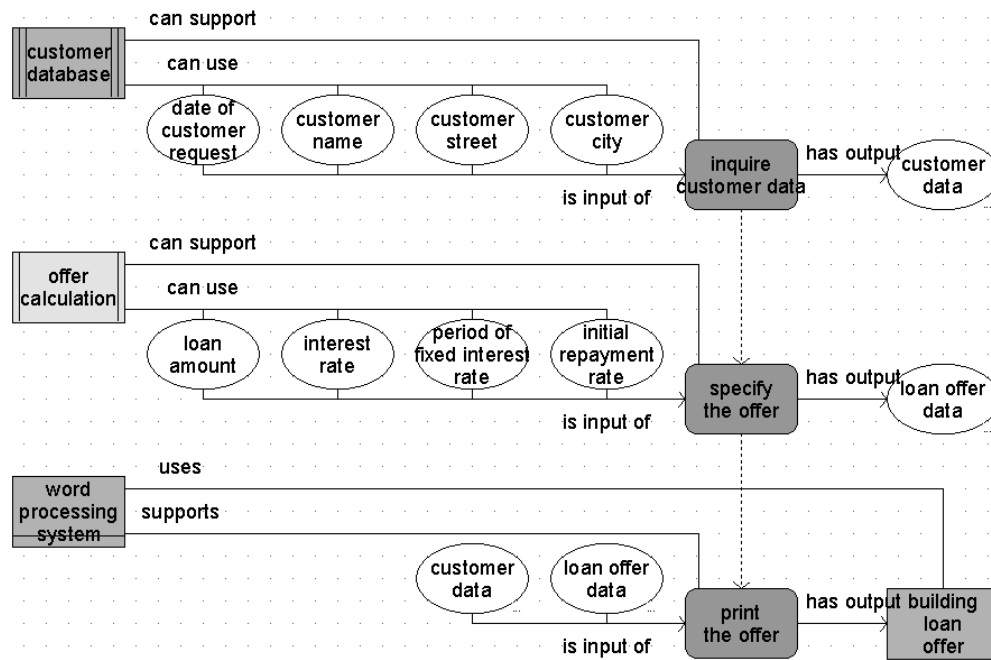 can support
customer
database
can use
date of
customer
request
customer
name
customer
street
customer
city
inquire
customer data
has output
customer
data
...
is input of
can support
offer
calculation
can use
loan
amount
interest
rate
period of
fixed interest
rate
initial
repayment
rate
specify
the offer
has output
loan offer
data
...
is input of
uses
word
processing
system
supports
customer
data
...
loan offer
data
...
print
the offer
has output
building
loan
offer
is input of